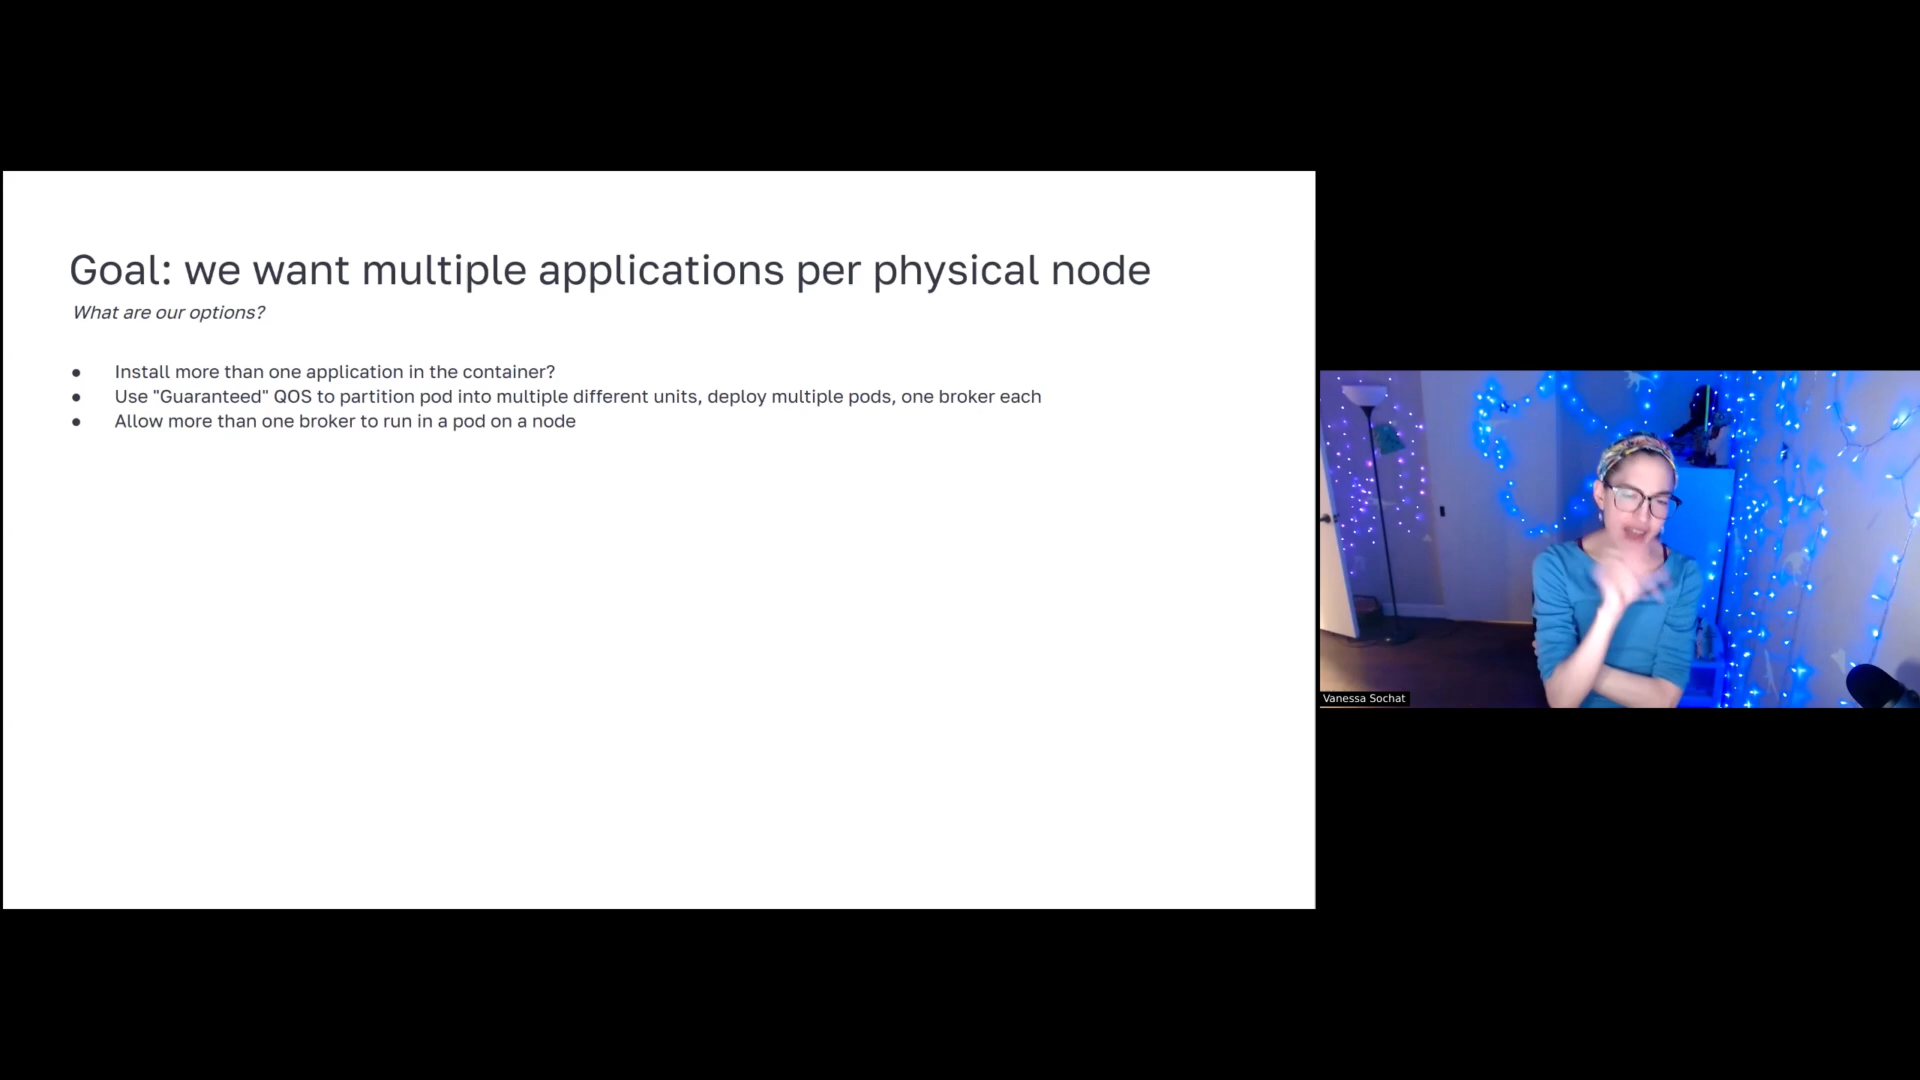 Goal: we want multiple applications per physical node
What are our options?
● Install more than one application in the container?
● Use "Guaranteed" QOS to partition pod into multiple different units, deploy multiple pods, one broker each
● Allow more than one broker to run in a pod on a node
Vanessa Sochat